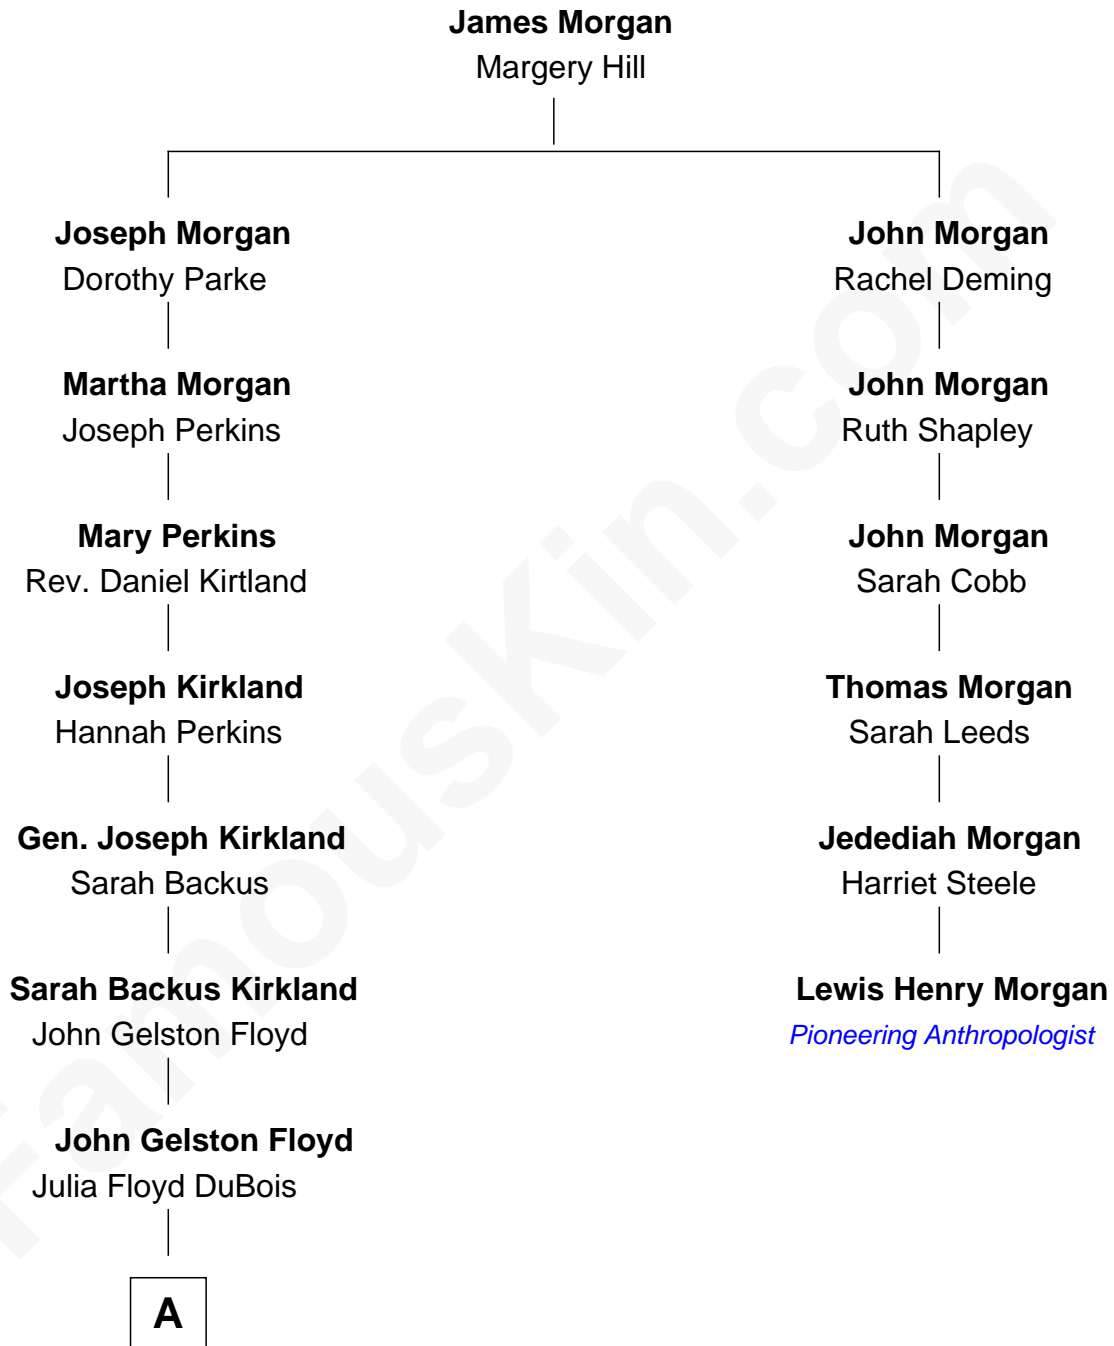 James Morgan
Margery Hill
Joseph Morgan
Dorothy Parke
John Morgan
Rachel Deming
Martha Morgan
Joseph Perkins
John Morgan
Ruth Shapley
Mary Perkins
Rev. Daniel Kirtland
John Morgan
Sarah Cobb
Joseph Kirkland
Hannah Perkins
Thomas Morgan
Sarah Leeds
Gen. Joseph Kirkland
Sarah Backus
Jedediah Morgan
Harriet Steele
Sarah Backus Kirkland
John Gelston Floyd
Lewis Henry Morgan
Pioneering Anthropologist
John Gelston Floyd
Julia Floyd DuBois
A
FamousKin.com